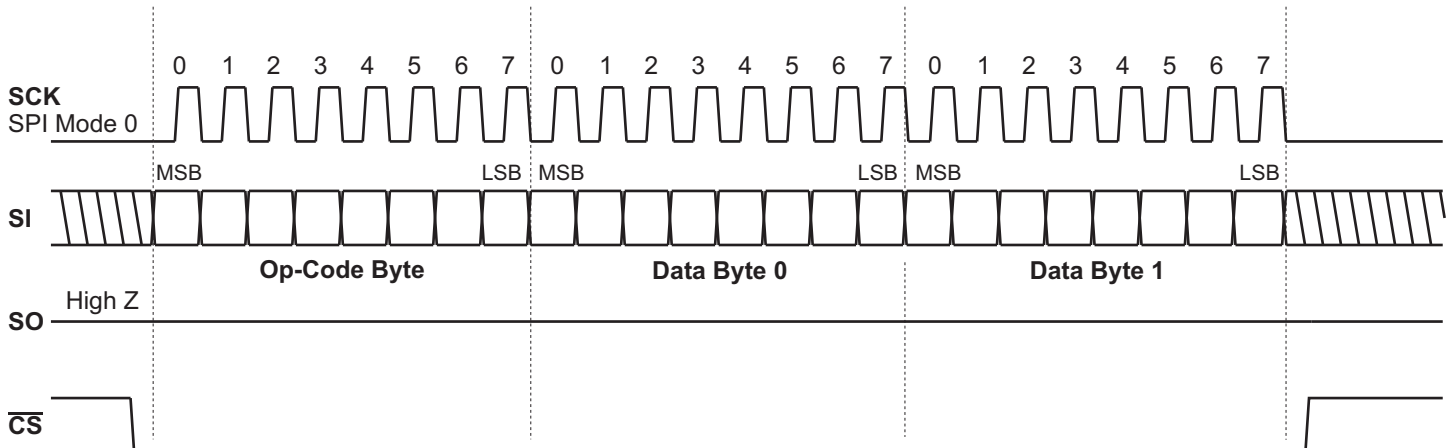 0 1 2 3 4 5 6 7 0 1 2 3 4 5 6 7 0 1 2 3 4 5 6 7
SCK
SPI Mode 0
MSB LSB MSB LSB MSB LSB
SI
Op-Code Byte Data Byte 0 Data Byte 1
High Z
SO
CS